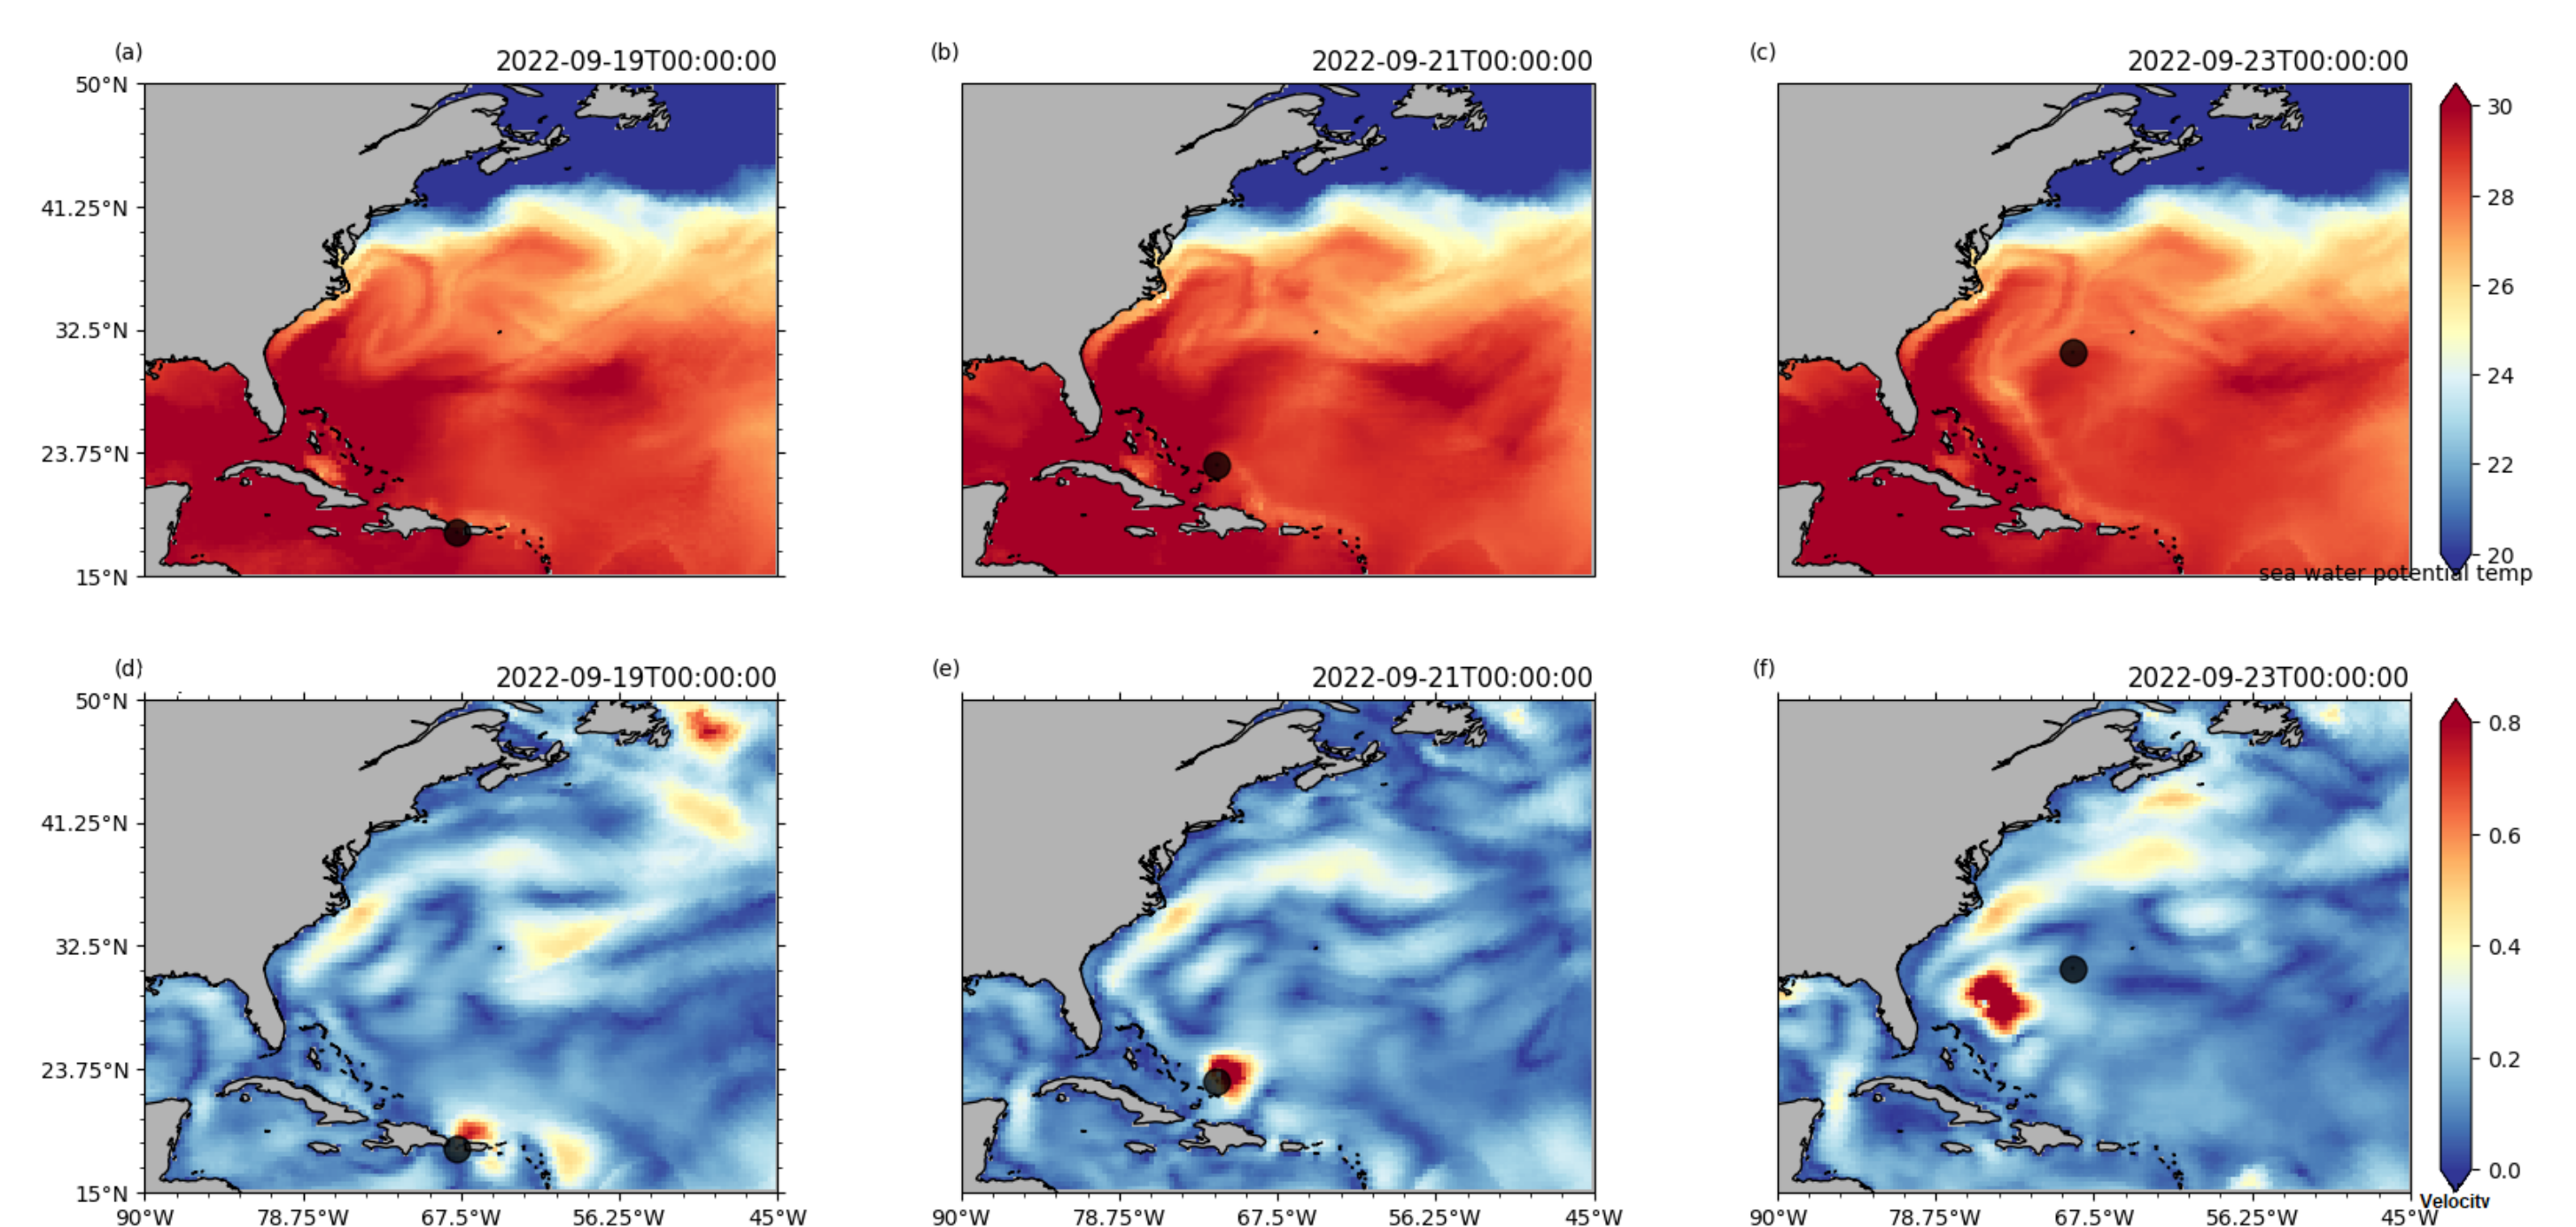 (a) 2022-09-19T00:00:00
(b) 2022-09-21T00:00:00
(c) 2022-09-23T00:00:00
50°N
41.25°N
32.5°N
23.75°N
15°N
30
28
26
24
22
20
sea water potential temp
(d) 2022-09-19T00:00:00
(e) 2022-09-21T00:00:00
(f) 2022-09-23T00:00:00
50°N
41.25°N
32.5°N
23.75°N
15°N
90°W 78.75°W 67.5°W 56.25°W 45°W
90°W 78.75°W 67.5°W 56.25°W 45°W
90°W 78.75°W 67.5°W 56.25°W 45°W
0.8
0.6
0.4
0.2
0.0
Velocity